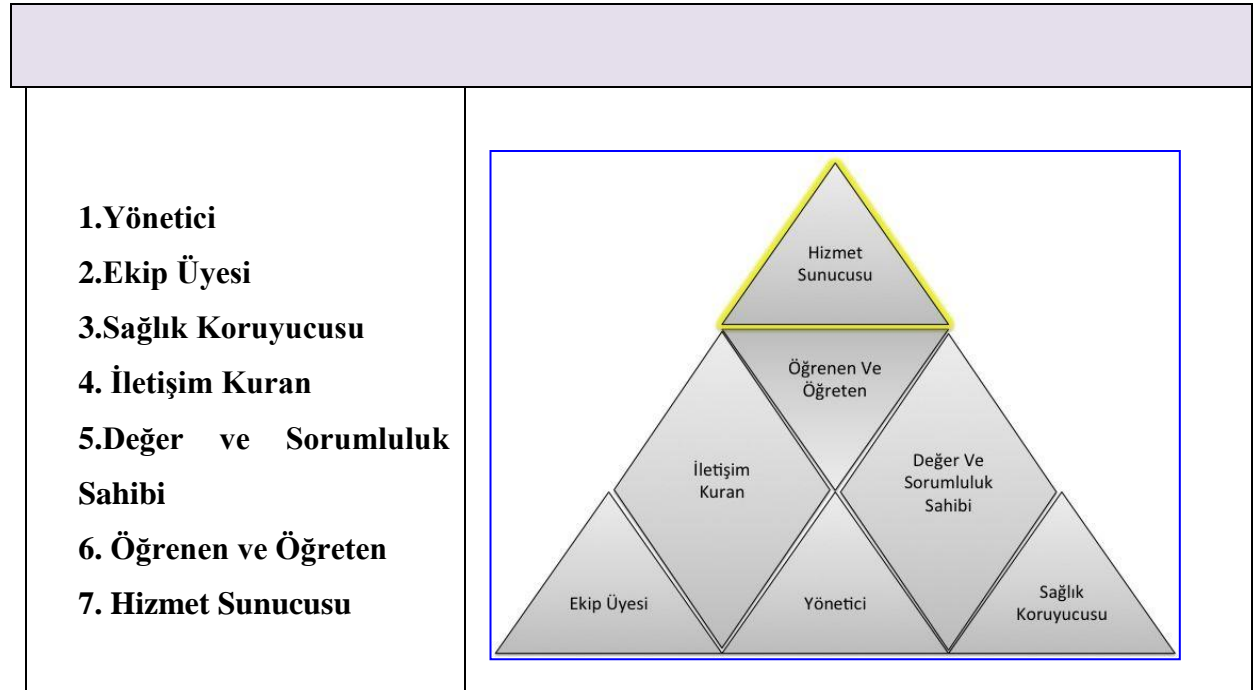 1.Yönetici
2.Ekip Üyesi
3.Sağlık Koruyucusu
4. İletişim Kuran
5.Değer ve Sorumluluk
Sahibi
6. Öğrenen ve Öğreten
7. Hizmet Sunucusu
Hizmet
Sunucusu
Öğrenen Ve
Öğreten
İletişim
Kuran
Değer Ve
Sorumluluk
Sahibi
Ekip Üyesi
Yönetici
Sağlık
Koruyucusu